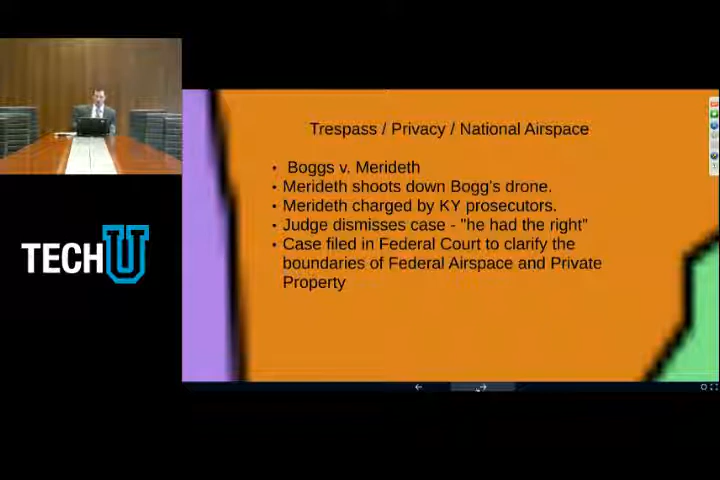 Trespass / Privacy / National Airspace
• Boggs v. Merideth
• Merideth shoots down Bogg's drone.
• Merideth charged by KY prosecutors.
• Judge dismisses case - "he had the right"
• Case filed in Federal Court to clarify the
boundaries of Federal Airspace and Private
Property
TECHU